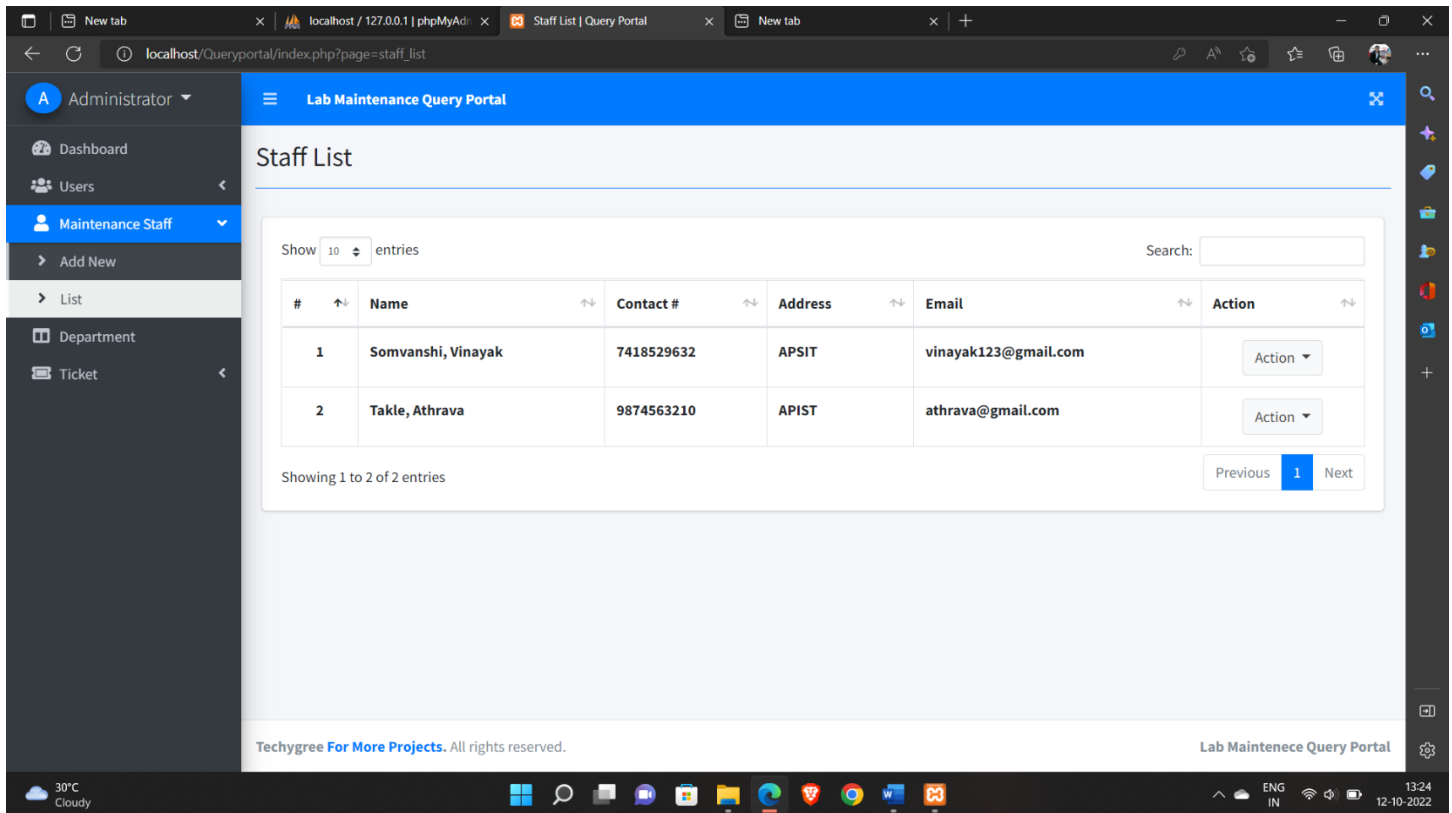 New tab
localhost / 127.0.0.1 | phpMyAdm
Staff List | Query Portal
New tab
localhost/Queryportal/index.php?page=staff_list
A Administrator
Lab Maintenance Query Portal
Dashboard
Users
Maintenance Staff
Add New
List
Department
Ticket
Staff List
Show 10 entries
Search:
# Name Contact # Address Email Action
1 Somvanshi, Vinayak 7418529632 APSIT vinayak123@gmail.com Action
2 Takle, Athrava 9874563210 APIST athrava@gmail.com Action
Showing 1 to 2 of 2 entries
Previous 1 Next
Techygree For More Projects. All rights reserved.
Lab Maintenece Query Portal
30°C
Cloudy
ENG
IN
13:24
12-10-2022